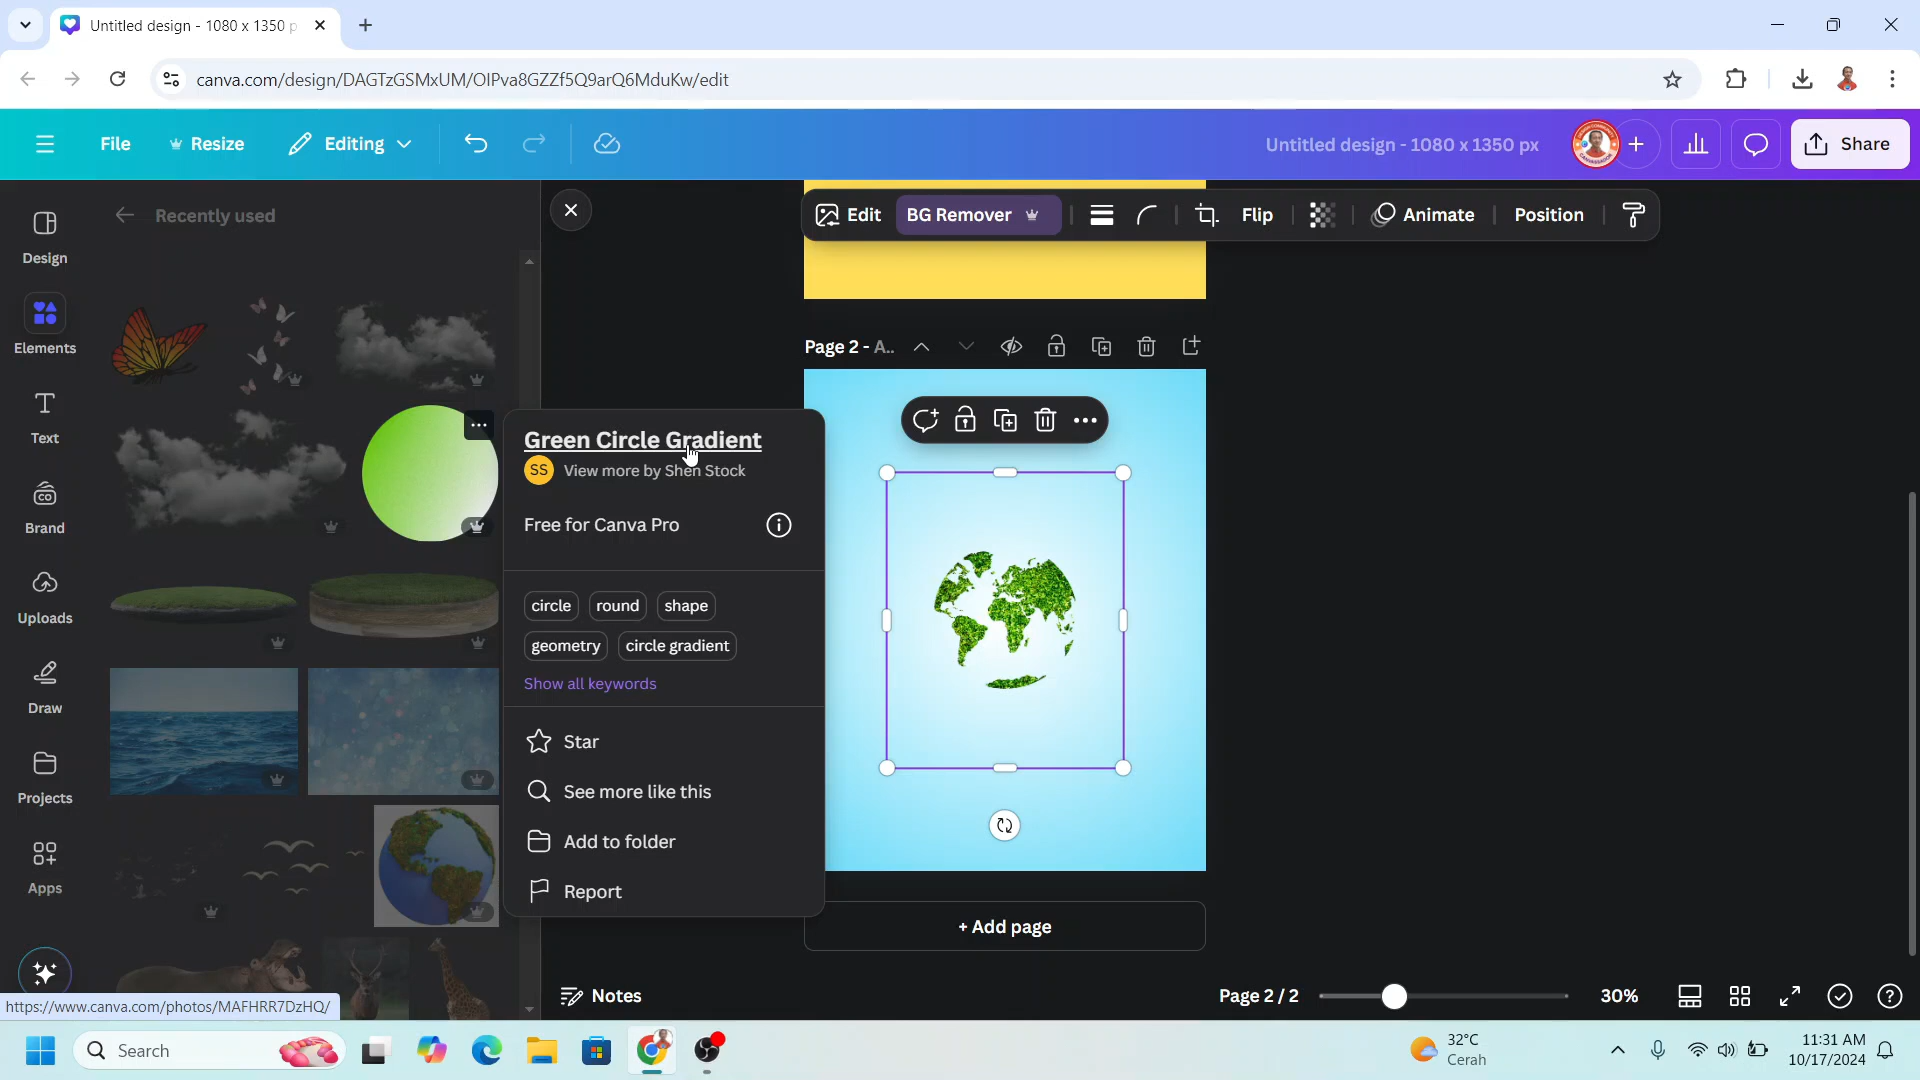 Untitled design - 1080 x 1350 p
canva.com/design/DAGTzGSMxUM/OIPva8GZZf5Q9arQ6MduKw/edit
File
Resize
Editing
Untitled design - 1080 x 1350 px
Share
Recently used
Edit
BG Remover
Flip
Animate
Position
Design
Elements
Text
Brand
Uploads
Draw
Projects
Apps
Page 2 - A..
Green Circle Gradient
SS View more by Shen Stock
Free for Canva Pro
circle round shape
geometry circle gradient
Show all keywords
Star
See more like this
Add to folder
Report
+ Add page
Notes
Page 2 / 2
30%
https://www.canva.com/photos/MAFHRR7DzHQ/
Search
32°C
Cerah
11:31 AM
10/17/2024